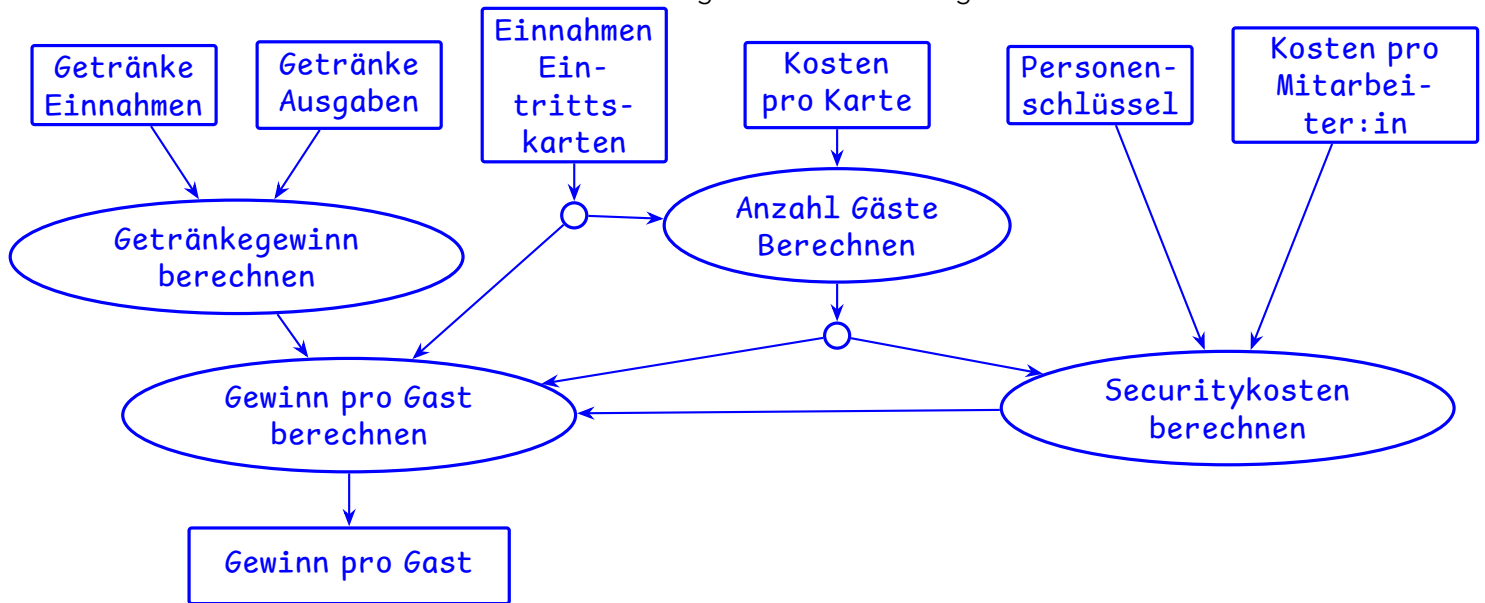 Getränke
Einnahmen
Getränke
Ausgaben
Einnahmen
Ein-
tritts-
karten
Kosten
pro Karte
Personen-
schlüssel
Kosten pro
Mitarbei-
ter:in
Getränkegewinn
berechnen
Anzahl Gäste
Berechnen
Gewinn pro Gast
berechnen
Securitykosten
berechnen
Gewinn pro Gast